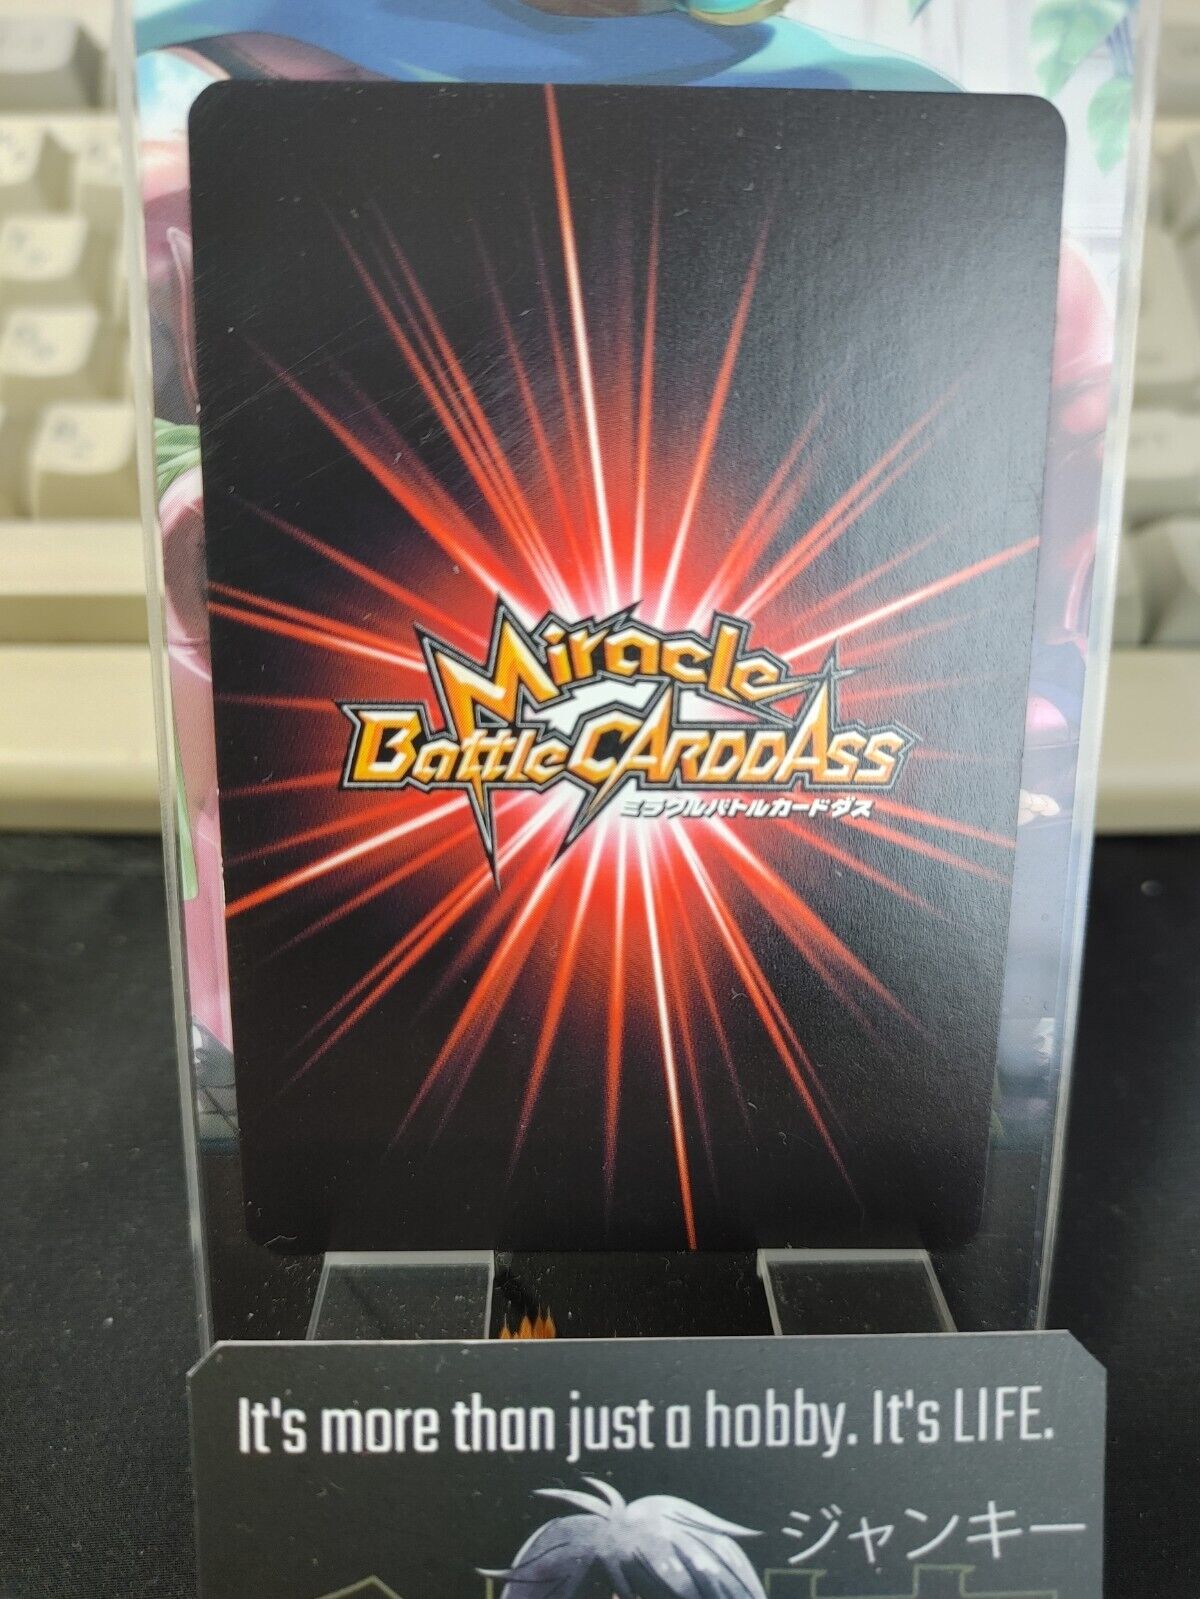 Miracle
Battle CARDDASS
ミラクルバトルカードダス
It's more than just a hobby. It's LIFE.
ジャンキー